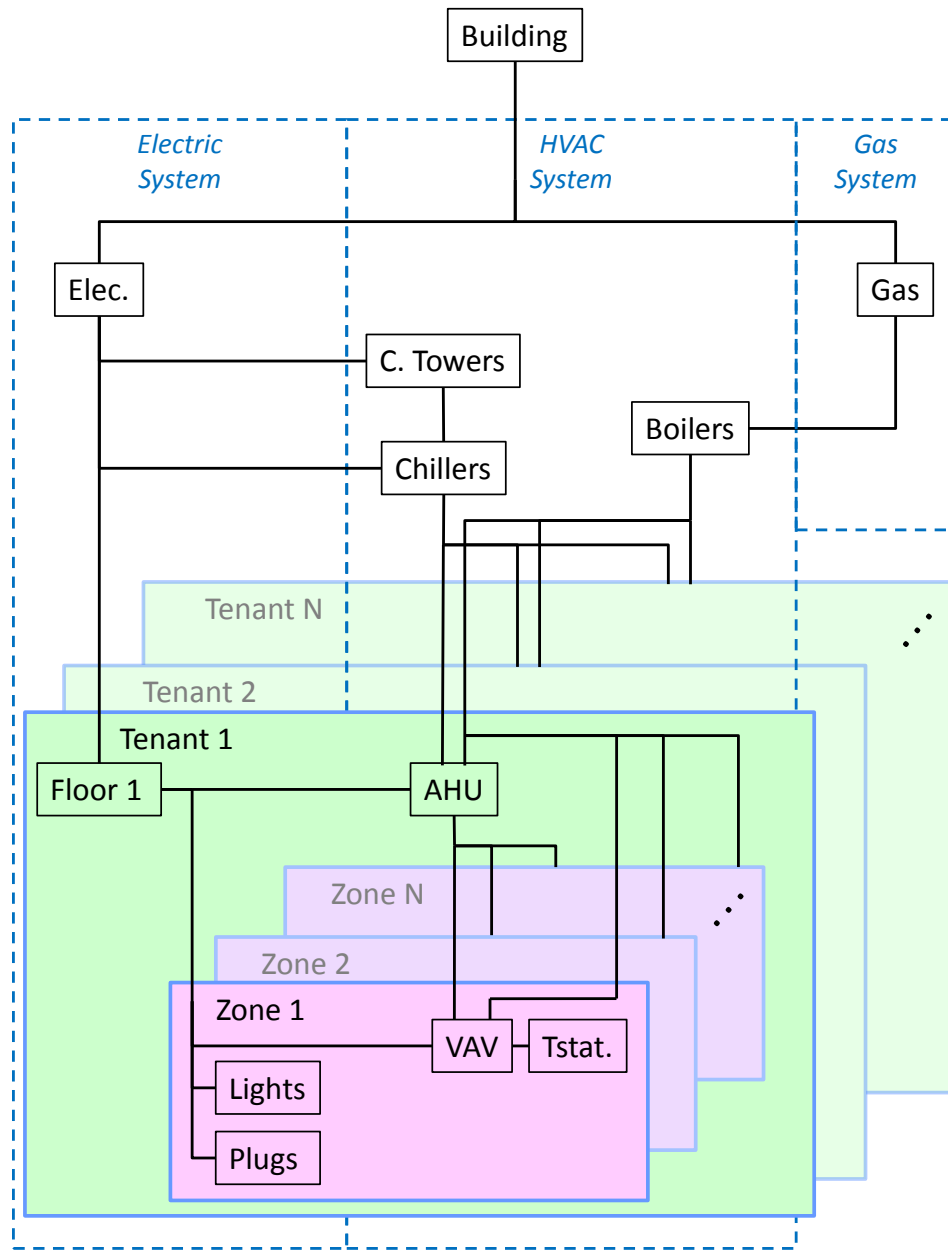 Building
Electric
System
HVAC
System
Gas
System
Elec.
Gas
C. Towers
Boilers
Chillers
Tenant N
Tenant 2
Tenant 1
Floor 1
AHU
Zone N
Zone 2
Zone 1
VAV
Tstat.
Lights
Plugs